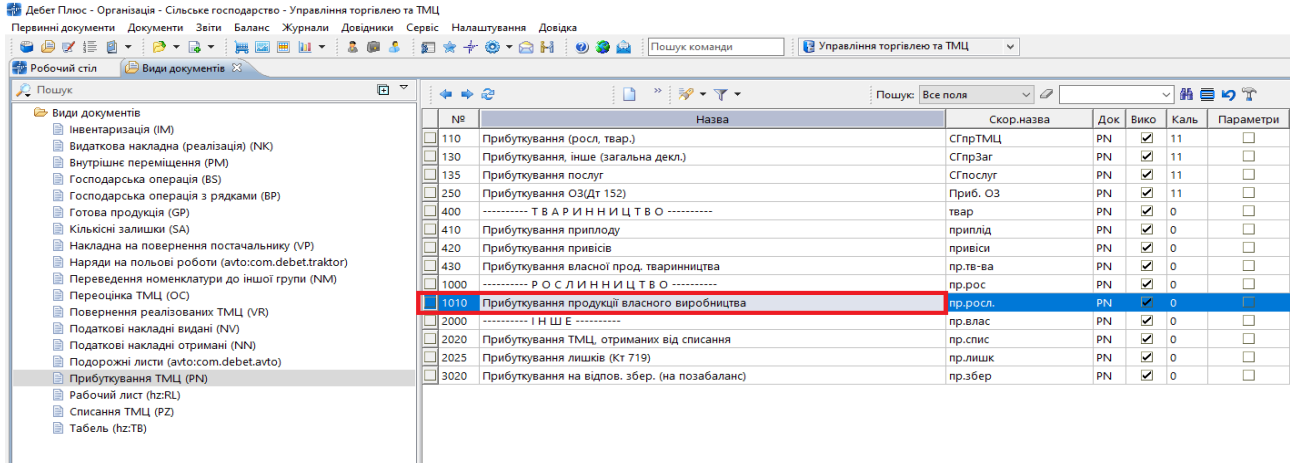 Дебет Плюс - Організація - Сільське господарство - Управління торгівлею та ТМЦ
Первинні документи Документи Звіти Баланс Журнали Довідники Сервіс Налаштування Довідка
Пошук команди Управління торгівлею та ТМЦ
Робочий стіл Види документів
Пошук
Види документів
Інвентаризація (IM)
Видаткова накладна (реалізація) (NK)
Внутрішнє переміщення (PM)
Господарська операція (BS)
Господарська операція з рядками (BP)
Готова продукція (GP)
Кількісні залишки (SA)
Накладна на повернення постачальнику (VP)
Наряди на польові роботи (avto:com.debet.traktor)
Переведення номенклатури до іншої групи (NM)
Переоцінка ТМЦ (OC)
Повернення реалізованих ТМЦ (VR)
Податкові накладні видані (NV)
Податкові накладні отримані (NN)
Подорожні листи (avto:com.debet.avto)
Прибуткування ТМЦ (PN)
Рабочий лист (hz:RL)
Списання ТМЦ (PZ)
Табель (hz:TB)
» Пошук: Все поля
№ Назва Скор.назва Док Вико Каль Параметри
110 Прибуткування (росл, твар.) СГпрТМЦ PN 11
130 Прибуткування, інше (загальна декл.) СГпрЗаг PN 11
135 Прибуткування послуг СГпослуг PN 11
250 Прибуткування ОЗ(Дт 152) Приб. ОЗ PN 11
400 ---------- Т В А Р И Н Н И Ц Т В О ---------- твар PN 0
410 Прибуткування приплоду приплід PN 0
420 Прибуткування привісів привіси PN 0
430 Прибуткування власної прод. тваринництва пр.тв-ва PN 0
1000 ---------- Р О С Л И Н Н И Ц Т В О ---------- пр.рос PN 0
1010 Прибуткування продукції власного виробництва пр.росл. PN 0
2000 ---------- І Н Ш Е ---------- пр.влас PN 0
2020 Прибуткування ТМЦ, отриманих від списання пр.спис PN 0
2025 Прибуткування лишків (Кт 719) пр.лишк PN 0
3020 Прибуткування на відпов. збер. (на позабаланс) пр.збер PN 0